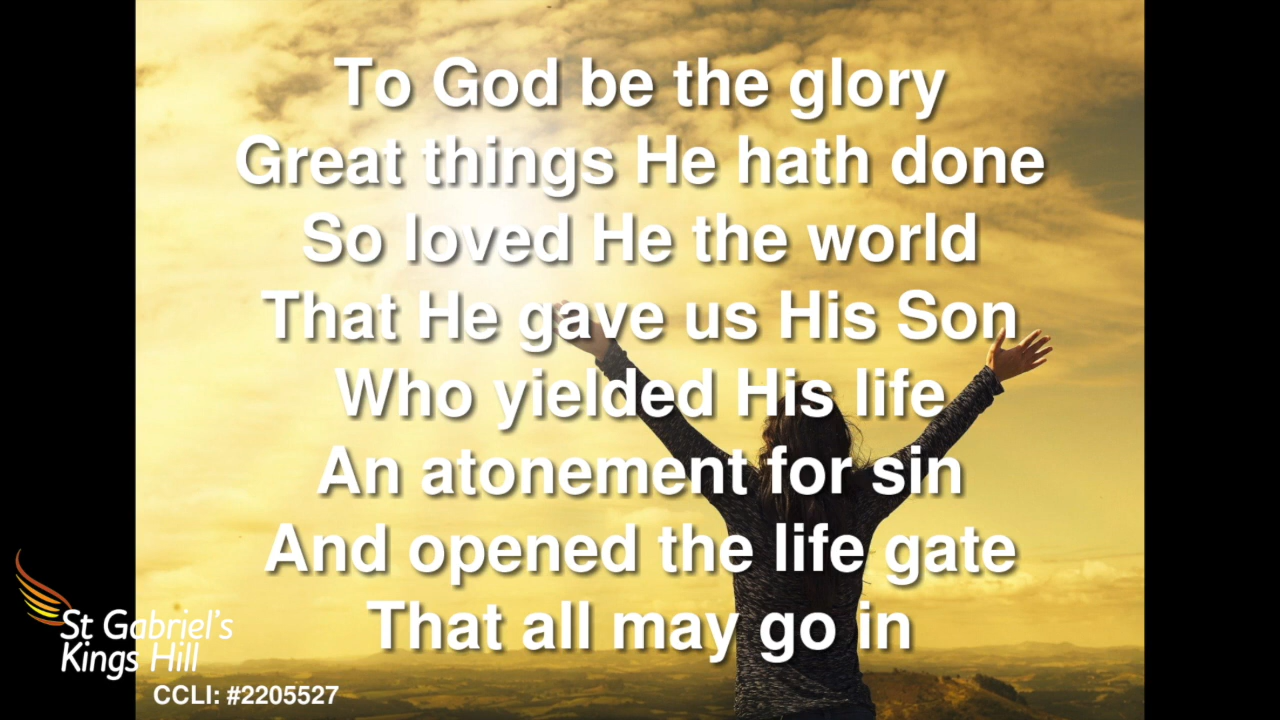 To God be the glory
Great things He hath done
So loved He the world
That He gave us His Son
Who yielded His life
An atonement for sin
And opened the life gate
That all may go in
St Gabriel's
Kings Hill
CCLI: #2205527